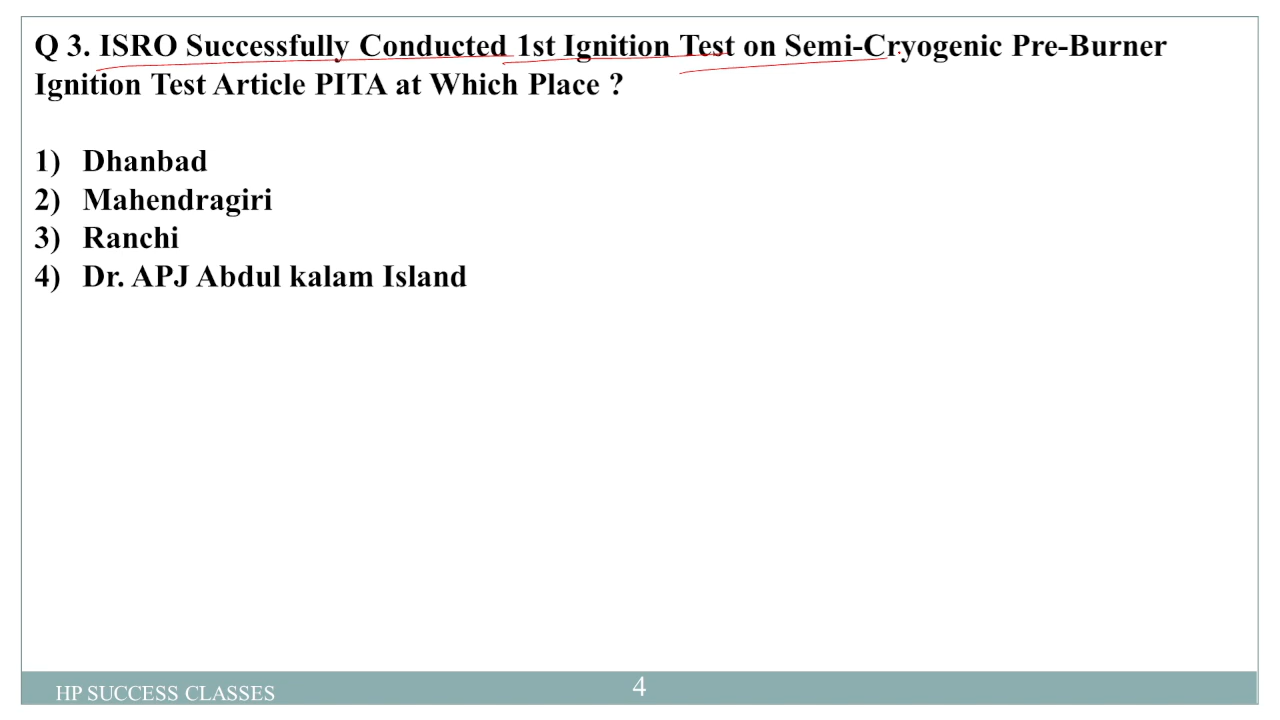 Q 3. ISRO Successfully Conducted 1st Ignition Test on Semi-Cryogenic Pre-Burner
Ignition Test Article PITA at Which Place ?
1) Dhanbad
2) Mahendragiri
3) Ranchi
4) Dr. APJ Abdul kalam Island
HP SUCCESS CLASSES
4